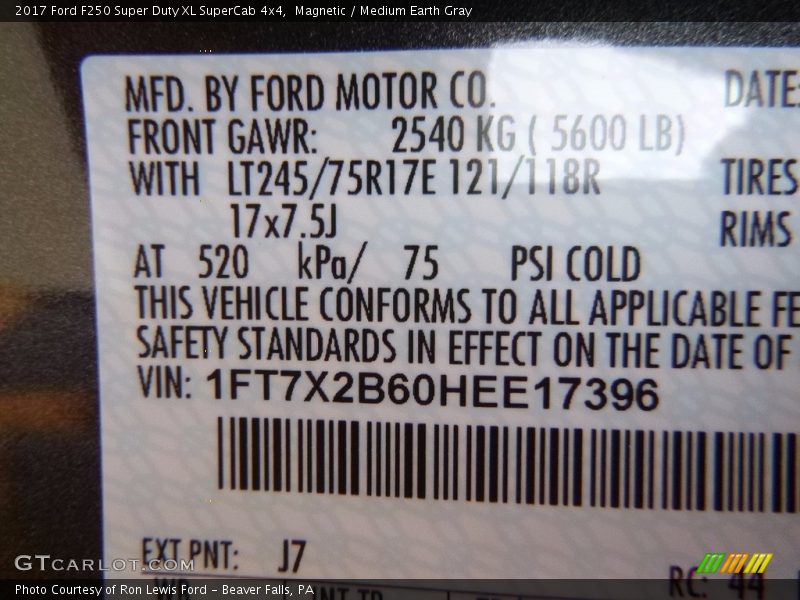 2017 Ford F250 Super Duty XL SuperCab 4x4, Magnetic / Medium Earth Gray
MFD. BY FORD MOTOR CO. DATE:
FRONT GAWR: 2540 KG ( 5600 LB)
WITH LT245/75R17E 121/118R TIRES
17x7.5J RIMS
AT 520 kPa/ 75 PSI COLD
THIS VEHICLE CONFORMS TO ALL APPLICABLE FE
SAFETY STANDARDS IN EFFECT ON THE DATE OF
VIN: 1FT7X2B60HEE17396
EXT PNT: J7
RC: 44
GTCARLOT.COM
Photo Courtesy of Ron Lewis Ford - Beaver Falls, PA